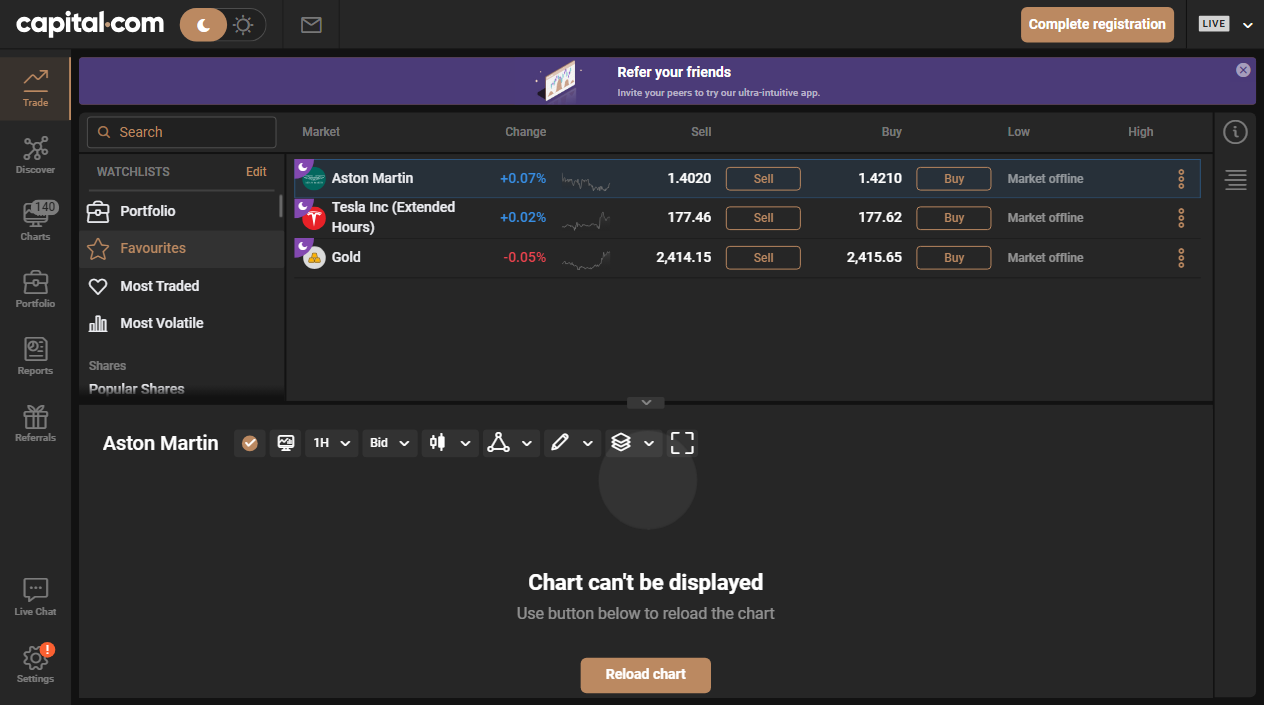 capital.com
Complete registration
LIVE
Refer your friends
Invite your peers to try our ultra-intuitive app.
Trade
Discover
140
Charts
Portfolio
Reports
Referrals
Live Chat
!
Settings
Search
WATCHLISTS Edit
Portfolio
Favourites
Most Traded
Most Volatile
Shares
Popular Shares
Market Change Sell Buy Low High
Aston Martin +0.07% 1.4020 Sell 1.4210 Buy Market offline
Tesla Inc (Extended
Hours) +0.02% 177.46 Sell 177.62 Buy Market offline
Gold -0.05% 2,414.15 Sell 2,415.65 Buy Market offline
Aston Martin 1H Bid
Chart can't be displayed
Use button below to reload the chart
Reload chart